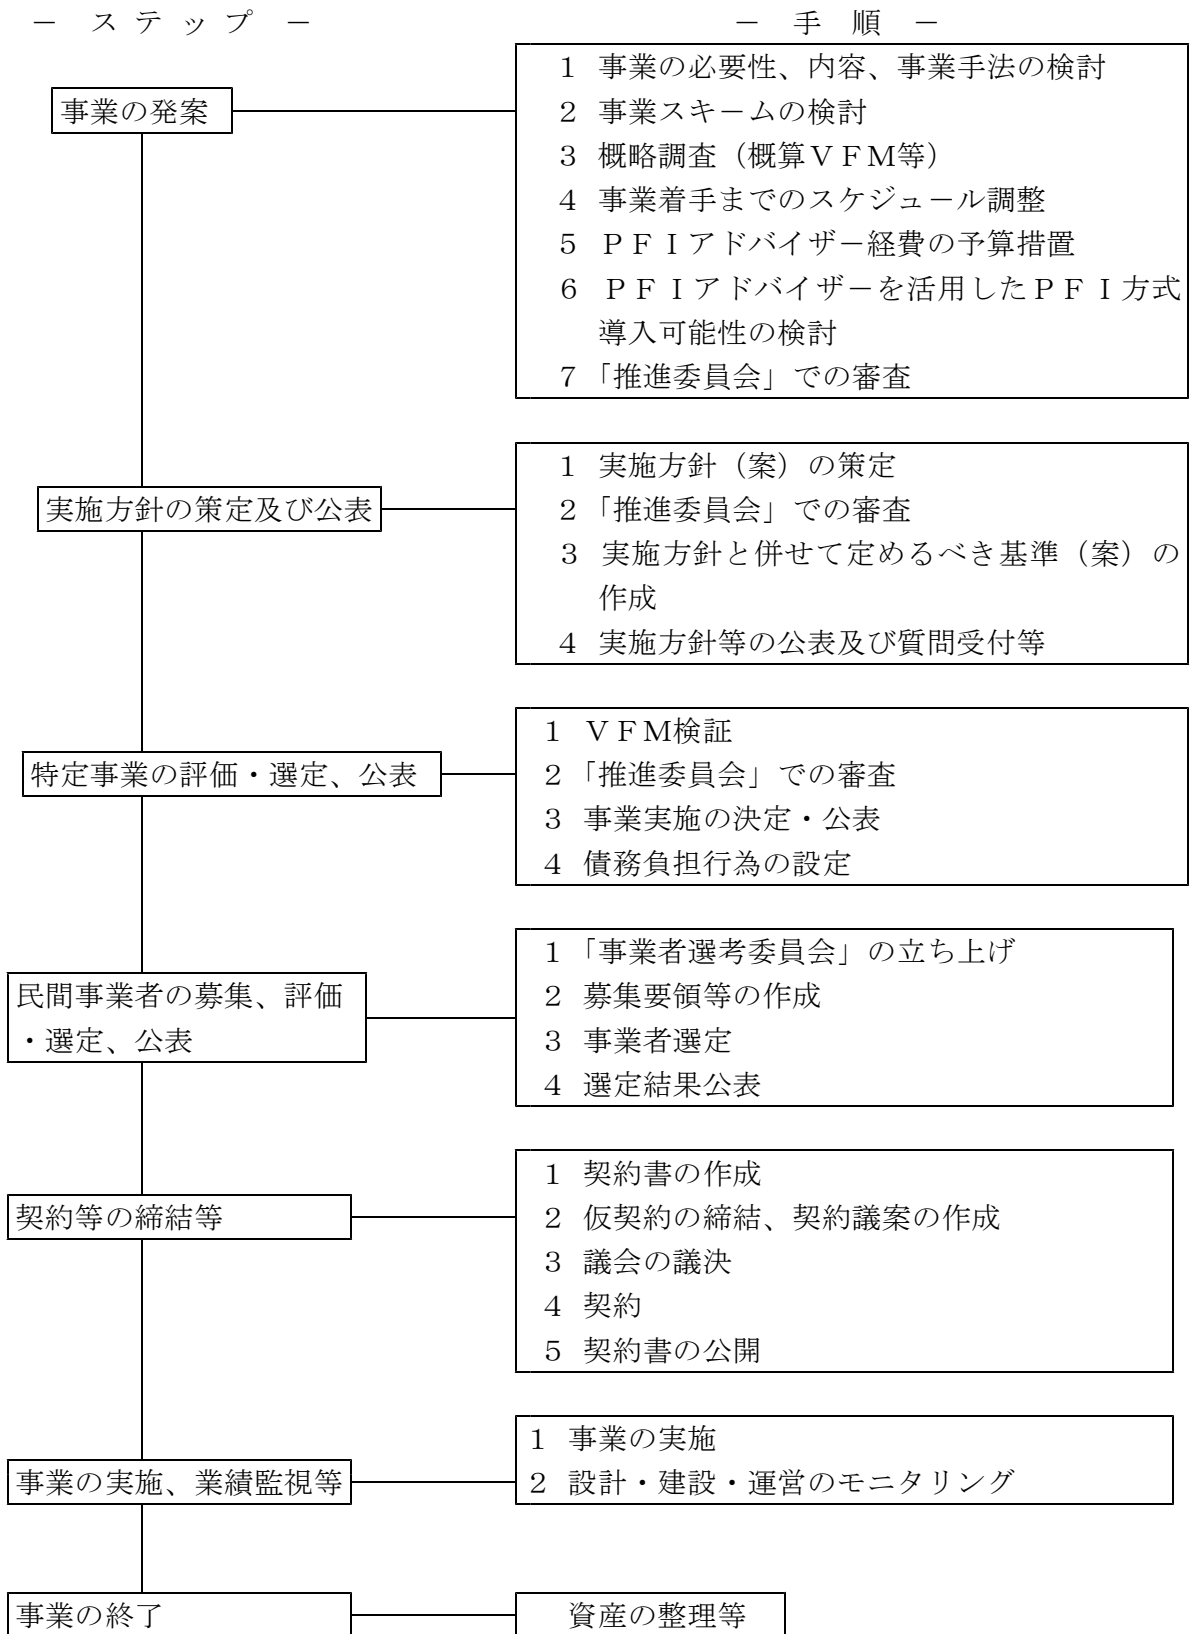 － ステップ －
－ 手 順 －
事業の発案
１ 事業の必要性、内容、事業手法の検討
２ 事業スキームの検討
３ 概略調査（概算ＶＦＭ等）
４ 事業着手までのスケジュール調整
５ ＰＦＩアドバイザー経費の予算措置
６ ＰＦＩアドバイザーを活用したＰＦＩ方式
導入可能性の検討
７「推進委員会」での審査
実施方針の策定及び公表
１ 実施方針（案）の策定
２「推進委員会」での審査
３ 実施方針と併せて定めるべき基準（案）の
作成
４ 実施方針等の公表及び質問受付等
特定事業の評価・選定、公表
１ ＶＦＭ検証
２「推進委員会」での審査
３ 事業実施の決定・公表
４ 債務負担行為の設定
民間事業者の募集、評価
・選定、公表
１「事業者選考委員会」の立ち上げ
２ 募集要領等の作成
３ 事業者選定
４ 選定結果公表
契約等の締結等
１ 契約書の作成
２ 仮契約の締結、契約議案の作成
３ 議会の議決
４ 契約
５ 契約書の公開
事業の実施、業績監視等
１ 事業の実施
２ 設計・建設・運営のモニタリング
事業の終了
資産の整理等